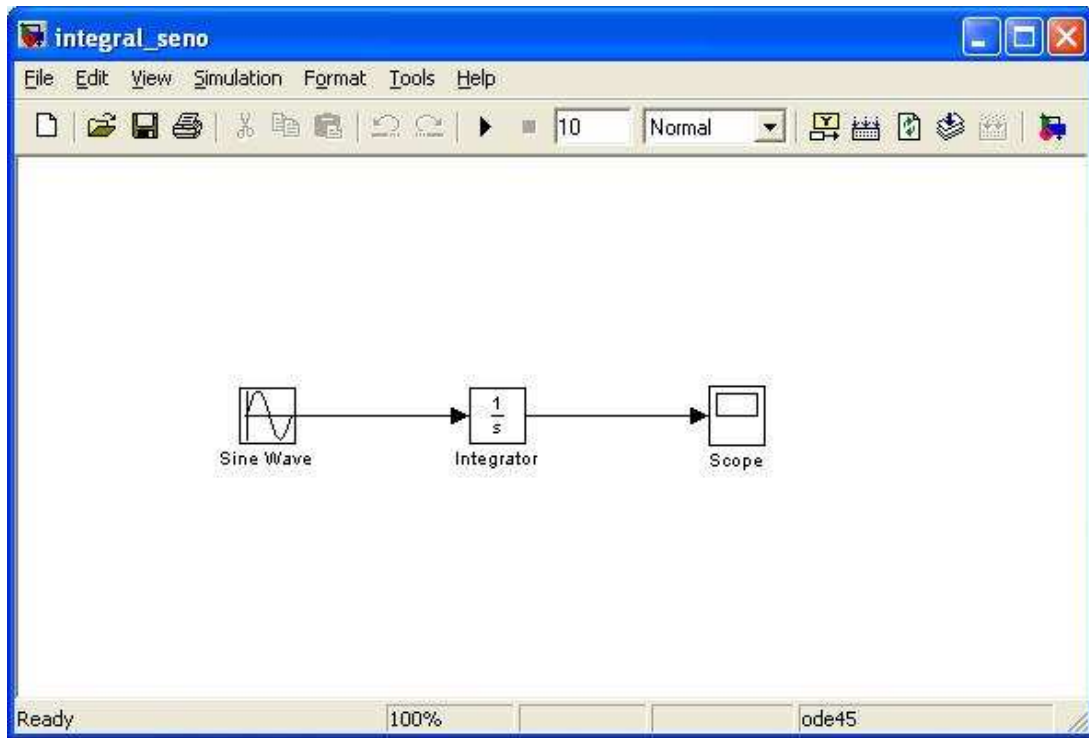 integral_seno
File Edit View Simulation Format Tools Help
10 Normal
1
s
Sine Wave Integrator Scope
Ready 100% ode45